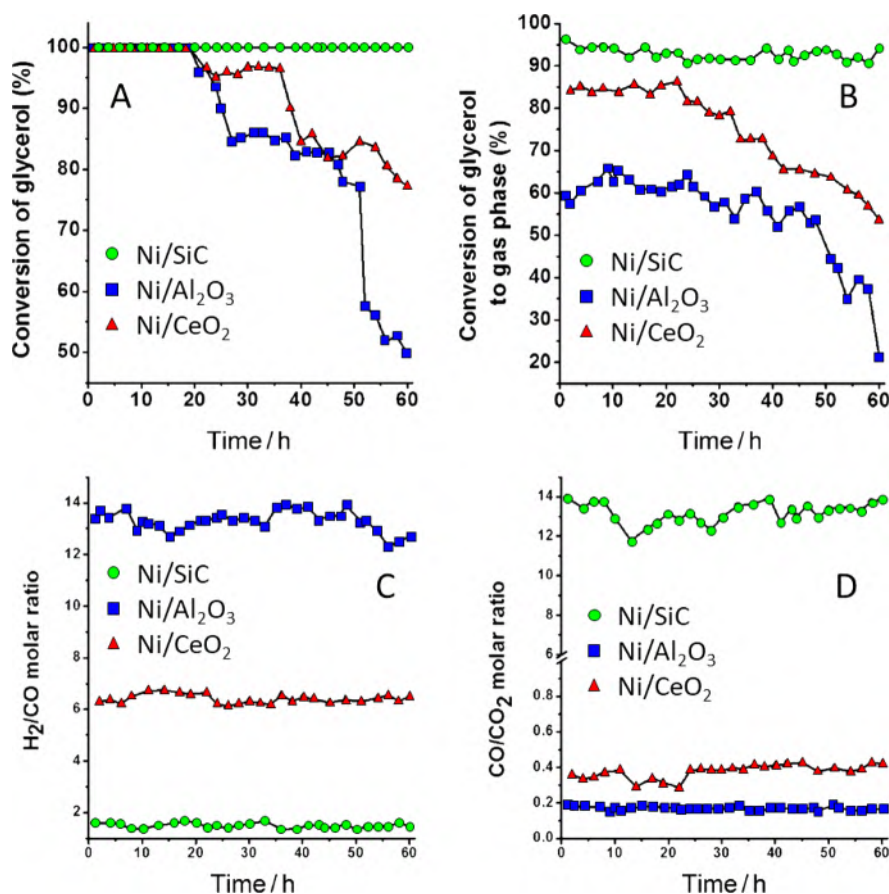 Conversion of glycerol (%)
100
90
80
70
60
50
A
Ni/SiC
Ni/Al₂O₃
Ni/CeO₂
0 10 20 30 40 50 60
Time / h
Conversion of glycerol
to gas phase (%)
100
90
80
70
60
50
40
30
20
B
Ni/SiC
Ni/Al₂O₃
Ni/CeO₂
0 10 20 30 40 50 60
Time / h
H₂/CO molar ratio
14
12
10
8
6
4
2
C
Ni/SiC
Ni/Al₂O₃
Ni/CeO₂
0 10 20 30 40 50 60
Time / h
CO/CO₂ molar ratio
14
12
10
8
6
0.8
0.6
0.4
0.2
0.0
D
Ni/SiC
Ni/Al₂O₃
Ni/CeO₂
0 10 20 30 40 50 60
Time / h